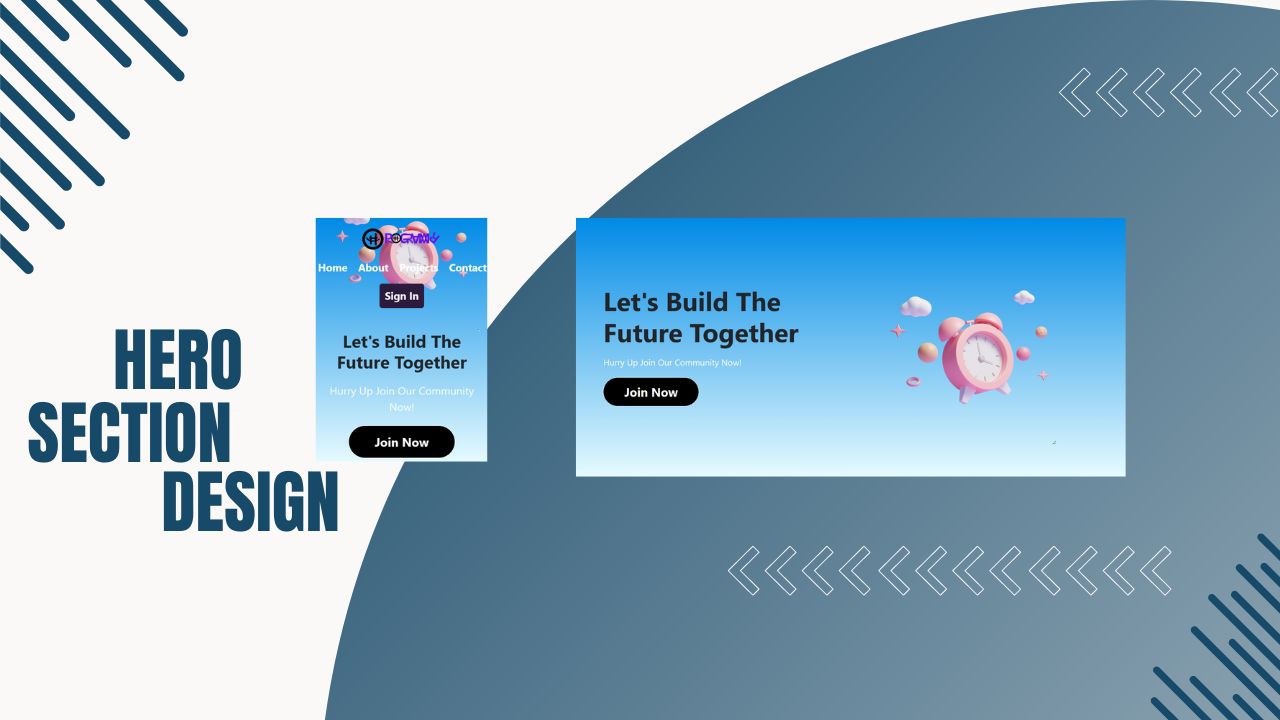 HERO
SECTION
DESIGN
Home About Projects Contact
Sign In
Let's Build The
Future Together
Hurry Up Join Our Community
Now!
Join Now
Let's Build The
Future Together
Hurry Up Join Our Community Now!
Join Now